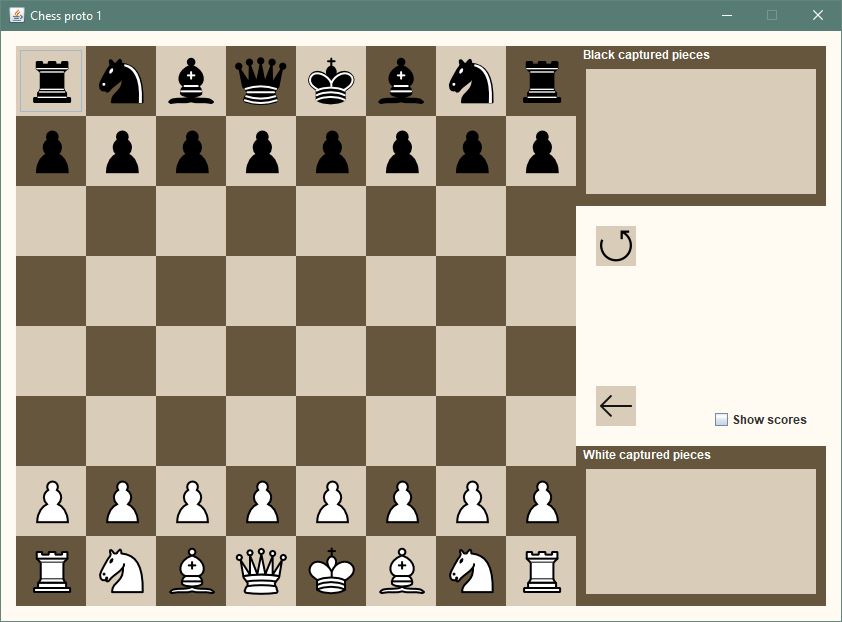 Chess proto 1
Black captured pieces
Show scores
White captured pieces